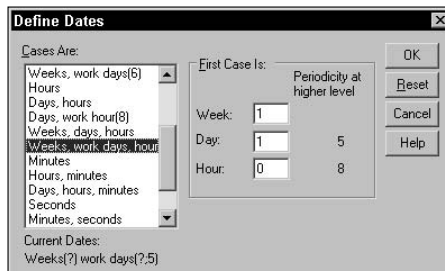 Define Dates
Cases Are:
Weeks, work days(6)
Hours
Days, hours
Days, work hour(8)
Weeks, days, hours
Weeks, work days, hour
Minutes
Hours, minutes
Days, hours, minutes
Seconds
Minutes, seconds
Current Dates:
Weeks(?) work days(?;5)
First Case Is:
Periodicity at
higher level
Week: 1
Day: 1 5
Hour: 0 8
OK
Reset
Cancel
Help